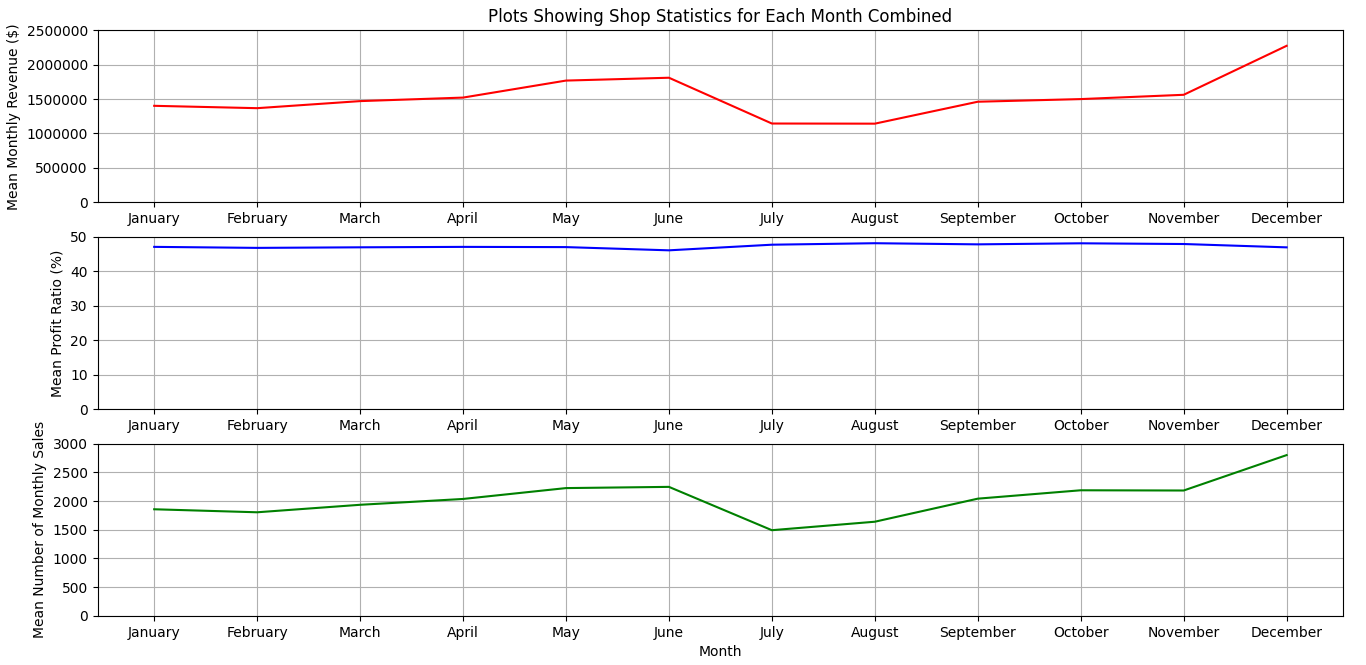 Plots Showing Shop Statistics for Each Month Combined
Mean Monthly Revenue ($)
2500000
2000000
1500000
1000000
500000
0
January February March April May June July August September October November December
Mean Profit Ratio (%)
50
40
30
20
10
0
January February March April May June July August September October November December
Mean Number of Monthly Sales
3000
2500
2000
1500
1000
500
0
January February March April May June July August September October November December
Month